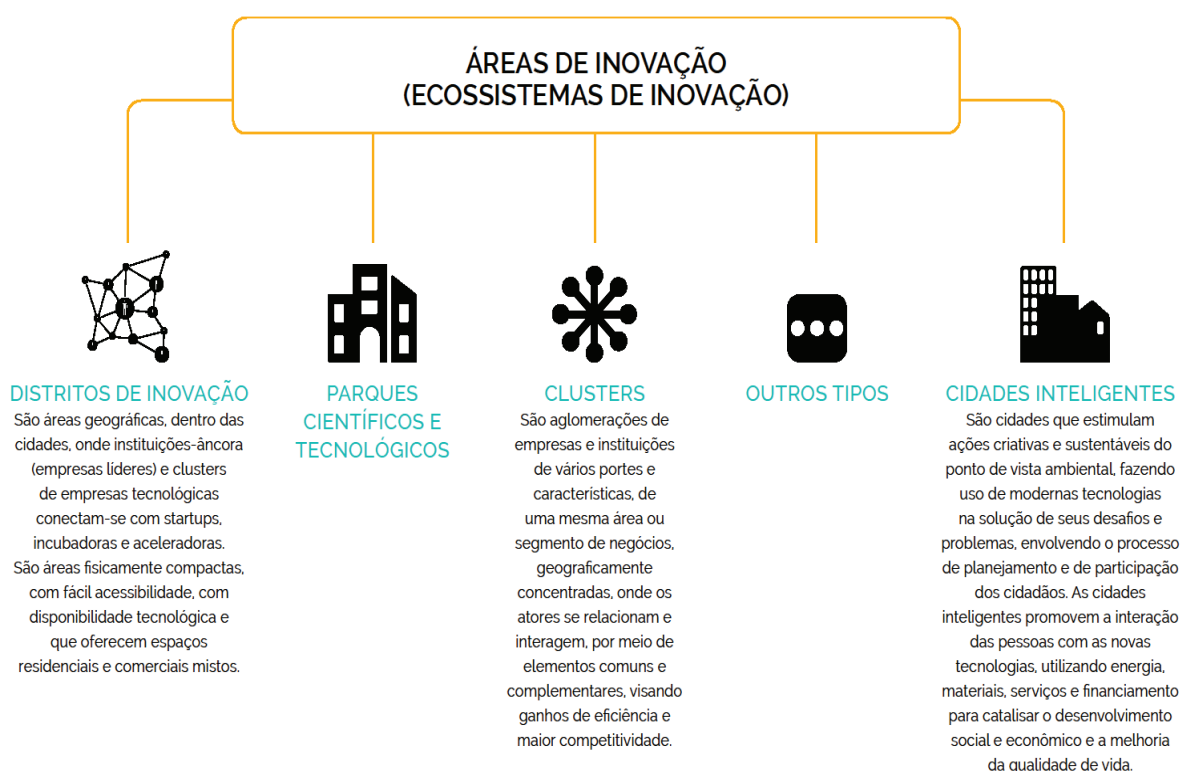 ÁREAS DE INOVAÇÃO
(ECOSSISTEMAS DE INOVAÇÃO)
DISTRITOS DE INOVAÇÃO
São áreas geográficas, dentro das
cidades, onde instituições-âncora
(empresas líderes) e clusters
de empresas tecnológicas
conectam-se com startups,
incubadoras e aceleradoras.
São áreas fisicamente compactas,
com fácil acessibilidade, com
disponibilidade tecnológica e
que oferecem espaços
residenciais e comerciais mistos.
PARQUES
CIENTÍFICOS E
TECNOLÓGICOS
CLUSTERS
São aglomerações de
empresas e instituições
de vários portes e
características, de
uma mesma área ou
segmento de negócios,
geograficamente
concentradas, onde os
atores se relacionam e
interagem, por meio de
elementos comuns e
complementares, visando
ganhos de eficiência e
maior competitividade.
OUTROS TIPOS
CIDADES INTELIGENTES
São cidades que estimulam
ações criativas e sustentáveis do
ponto de vista ambiental, fazendo
uso de modernas tecnologias
na solução de seus desafios e
problemas, envolvendo o processo
de planejamento e de participação
dos cidadãos. As cidades
inteligentes promovem a interação
das pessoas com as novas
tecnologias, utilizando energia,
materiais, serviços e financiamento
para catalisar o desenvolvimento
social e econômico e a melhoria
da qualidade de vida.